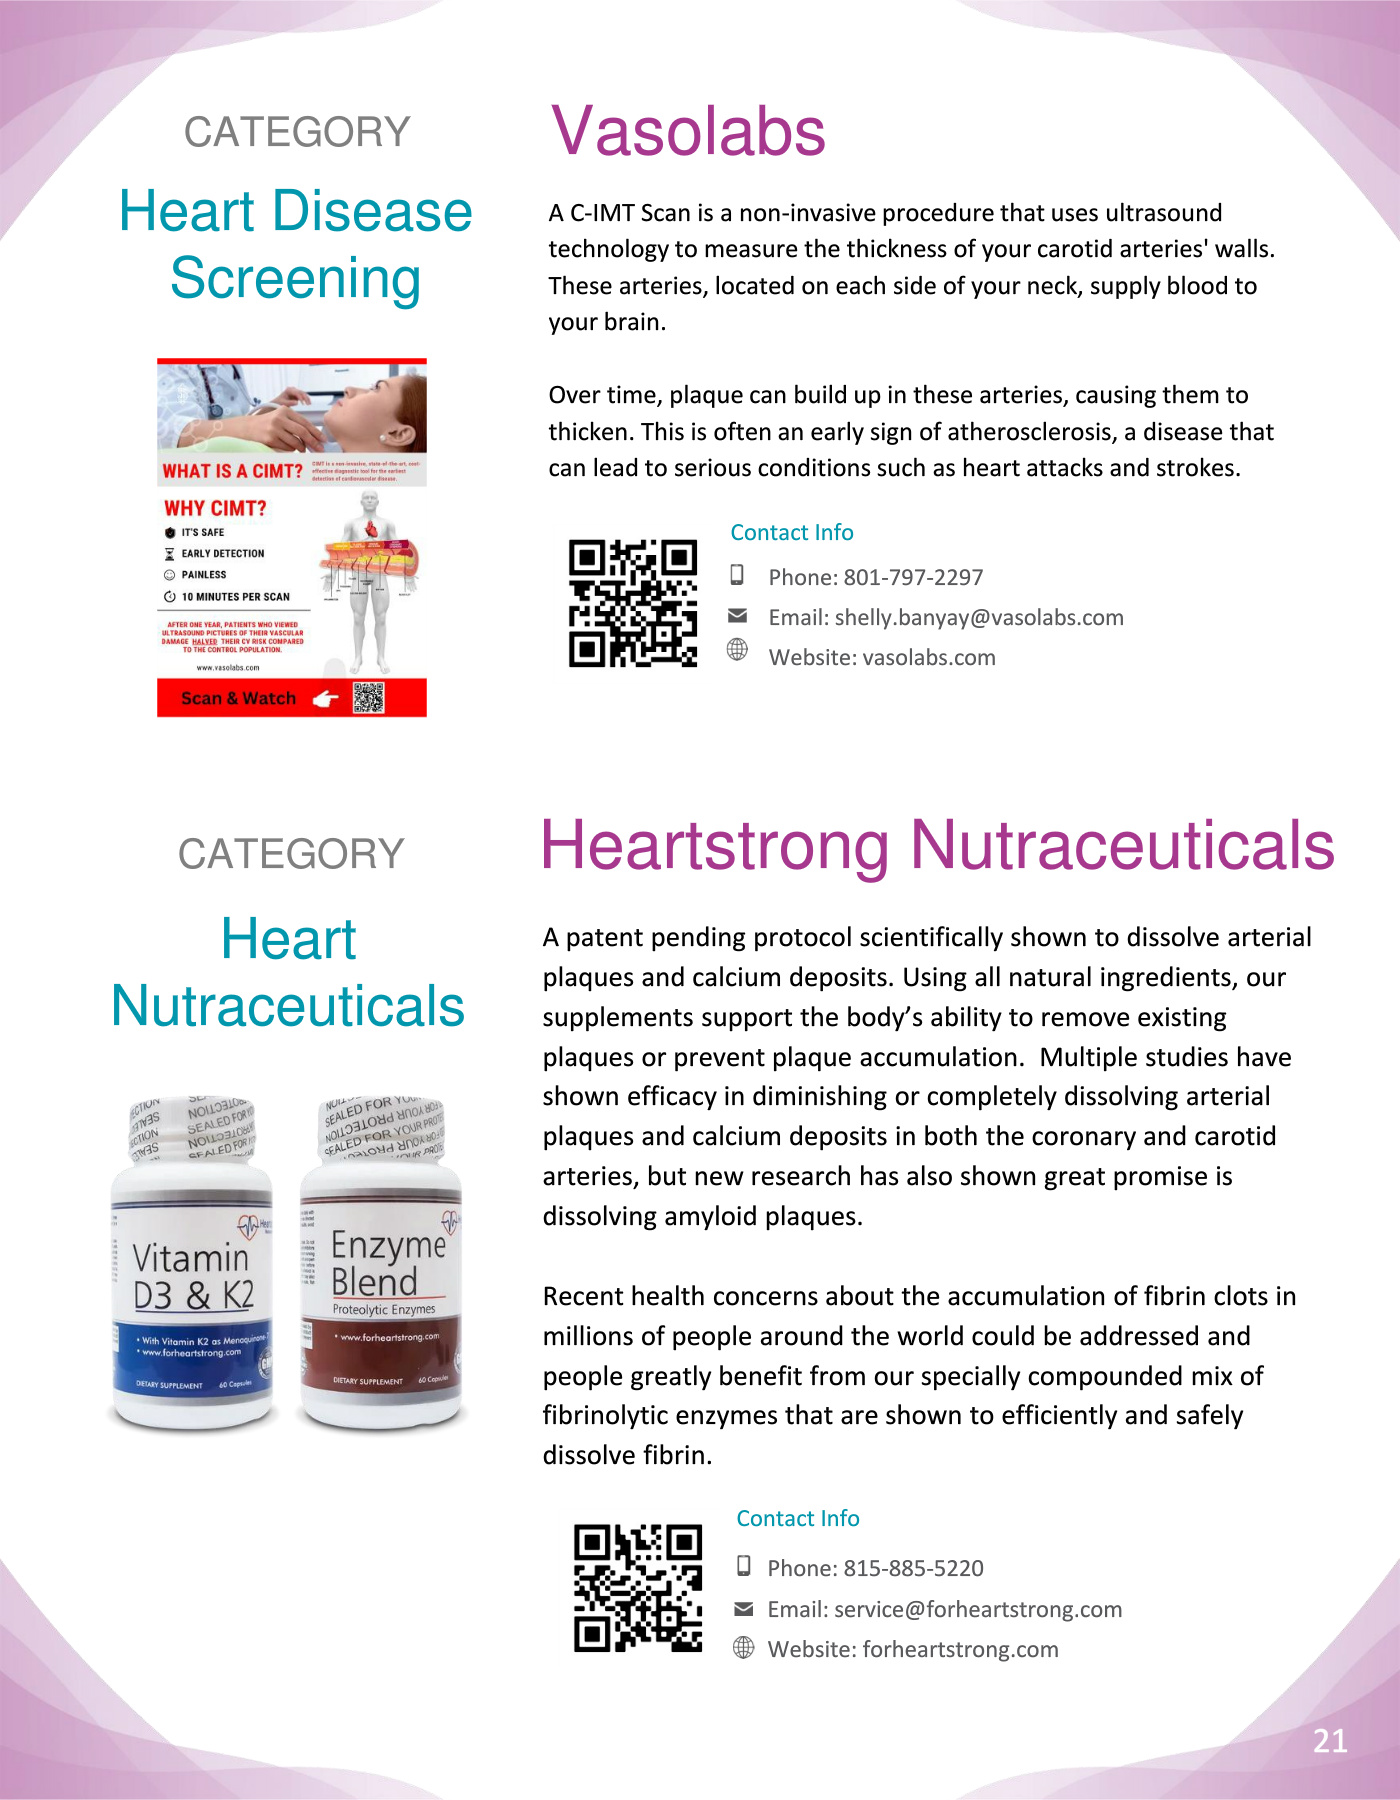 CATEGORY
Heart Disease
Screening
WHAT IS A CIMT?
CIMT is a non-invasive, state-of-the-art, cost-
effective diagnostic tool for the earliest
detection of cardiovascular disease.
WHY CIMT?
IT'S SAFE
EARLY DETECTION
PAINLESS
10 MINUTES PER SCAN
AFTER ONE YEAR, PATIENTS WHO VIEWED
ULTRASOUND PICTURES OF THEIR VASCULAR
DAMAGE HALVED THEIR CV RISK COMPARED
TO THE CONTROL POPULATION.
www.vasolabs.com
Scan & Watch
Vasolabs
A C-IMT Scan is a non-invasive procedure that uses ultrasound
technology to measure the thickness of your carotid arteries' walls.
These arteries, located on each side of your neck, supply blood to
your brain.
Over time, plaque can build up in these arteries, causing them to
thicken. This is often an early sign of atherosclerosis, a disease that
can lead to serious conditions such as heart attacks and strokes.
Contact Info
Phone: 801-797-2297
Email: shelly.banyay@vasolabs.com
Website: vasolabs.com
CATEGORY
Heart
Nutraceuticals
SEALED FOR YOUR PROTECTION
Vitamin
D3 & K2
• With Vitamin K2 as Menaquinone-7
• www.forheartstrong.com
DIETARY SUPPLEMENT 60 Capsules
SEALED FOR YOUR PROTECTION
Enzyme
Blend
Proteolytic Enzymes
• www.forheartstrong.com
DIETARY SUPPLEMENT 60 Capsules
Heartstrong Nutraceuticals
A patent pending protocol scientifically shown to dissolve arterial
plaques and calcium deposits. Using all natural ingredients, our
supplements support the body’s ability to remove existing
plaques or prevent plaque accumulation.  Multiple studies have
shown efficacy in diminishing or completely dissolving arterial
plaques and calcium deposits in both the coronary and carotid
arteries, but new research has also shown great promise is
dissolving amyloid plaques.
Recent health concerns about the accumulation of fibrin clots in
millions of people around the world could be addressed and
people greatly benefit from our specially compounded mix of
fibrinolytic enzymes that are shown to efficiently and safely
dissolve fibrin.
Contact Info
Phone: 815-885-5220
Email: service@forheartstrong.com
Website: forheartstrong.com
21